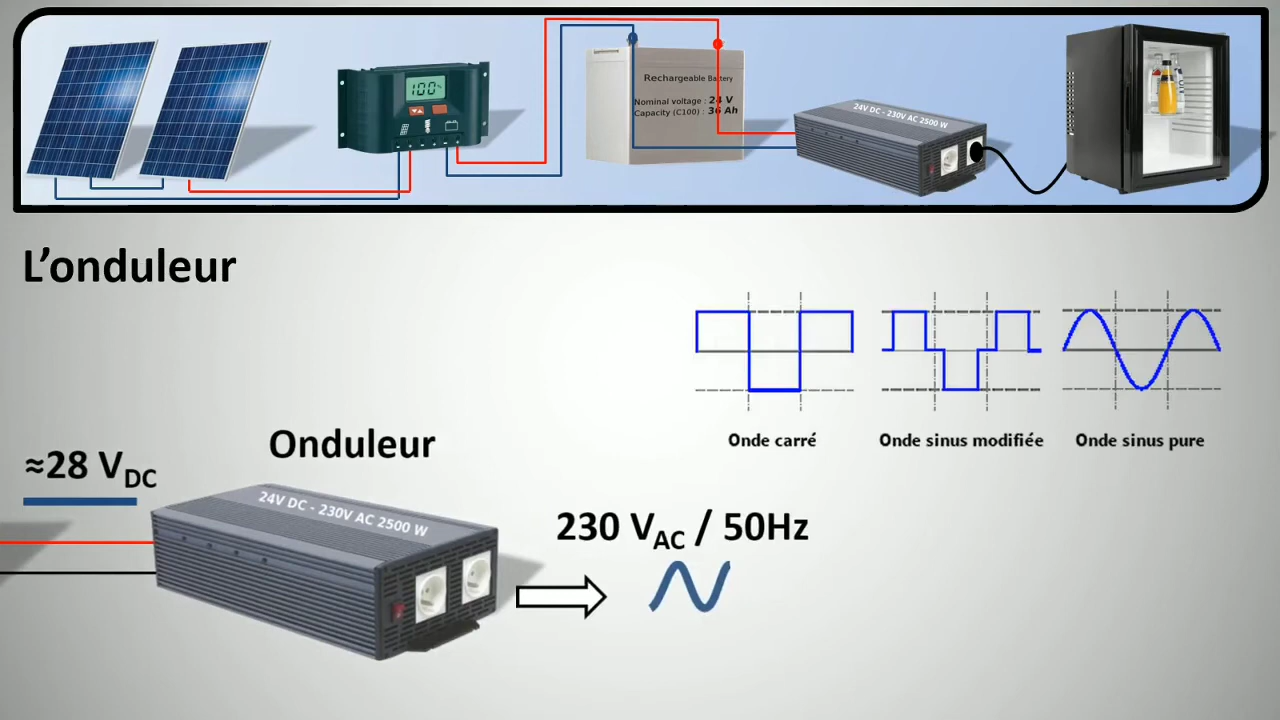 100%
Rechargeable Battery
Nominal voltage : 24 V
Capacity (C100) : 36 Ah
24V DC - 230V AC 2500 W
L’onduleur
Onde carré
Onde sinus modifiée
Onde sinus pure
Onduleur
≈28 VDC
24V DC - 230V AC 2500 W
230 VAC / 50Hz